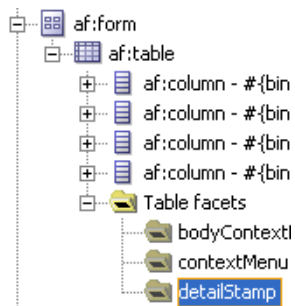 af:form
af:table
af:column - #{bin
af:column - #{bin
af:column - #{bin
af:column - #{bin
Table facets
bodyContext
contextMenu
detailStamp